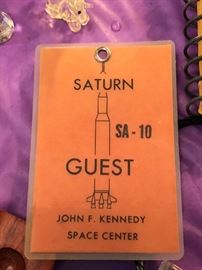 SATURN
SA-10
GUEST
JOHN F. KENNEDY
SPACE CENTER